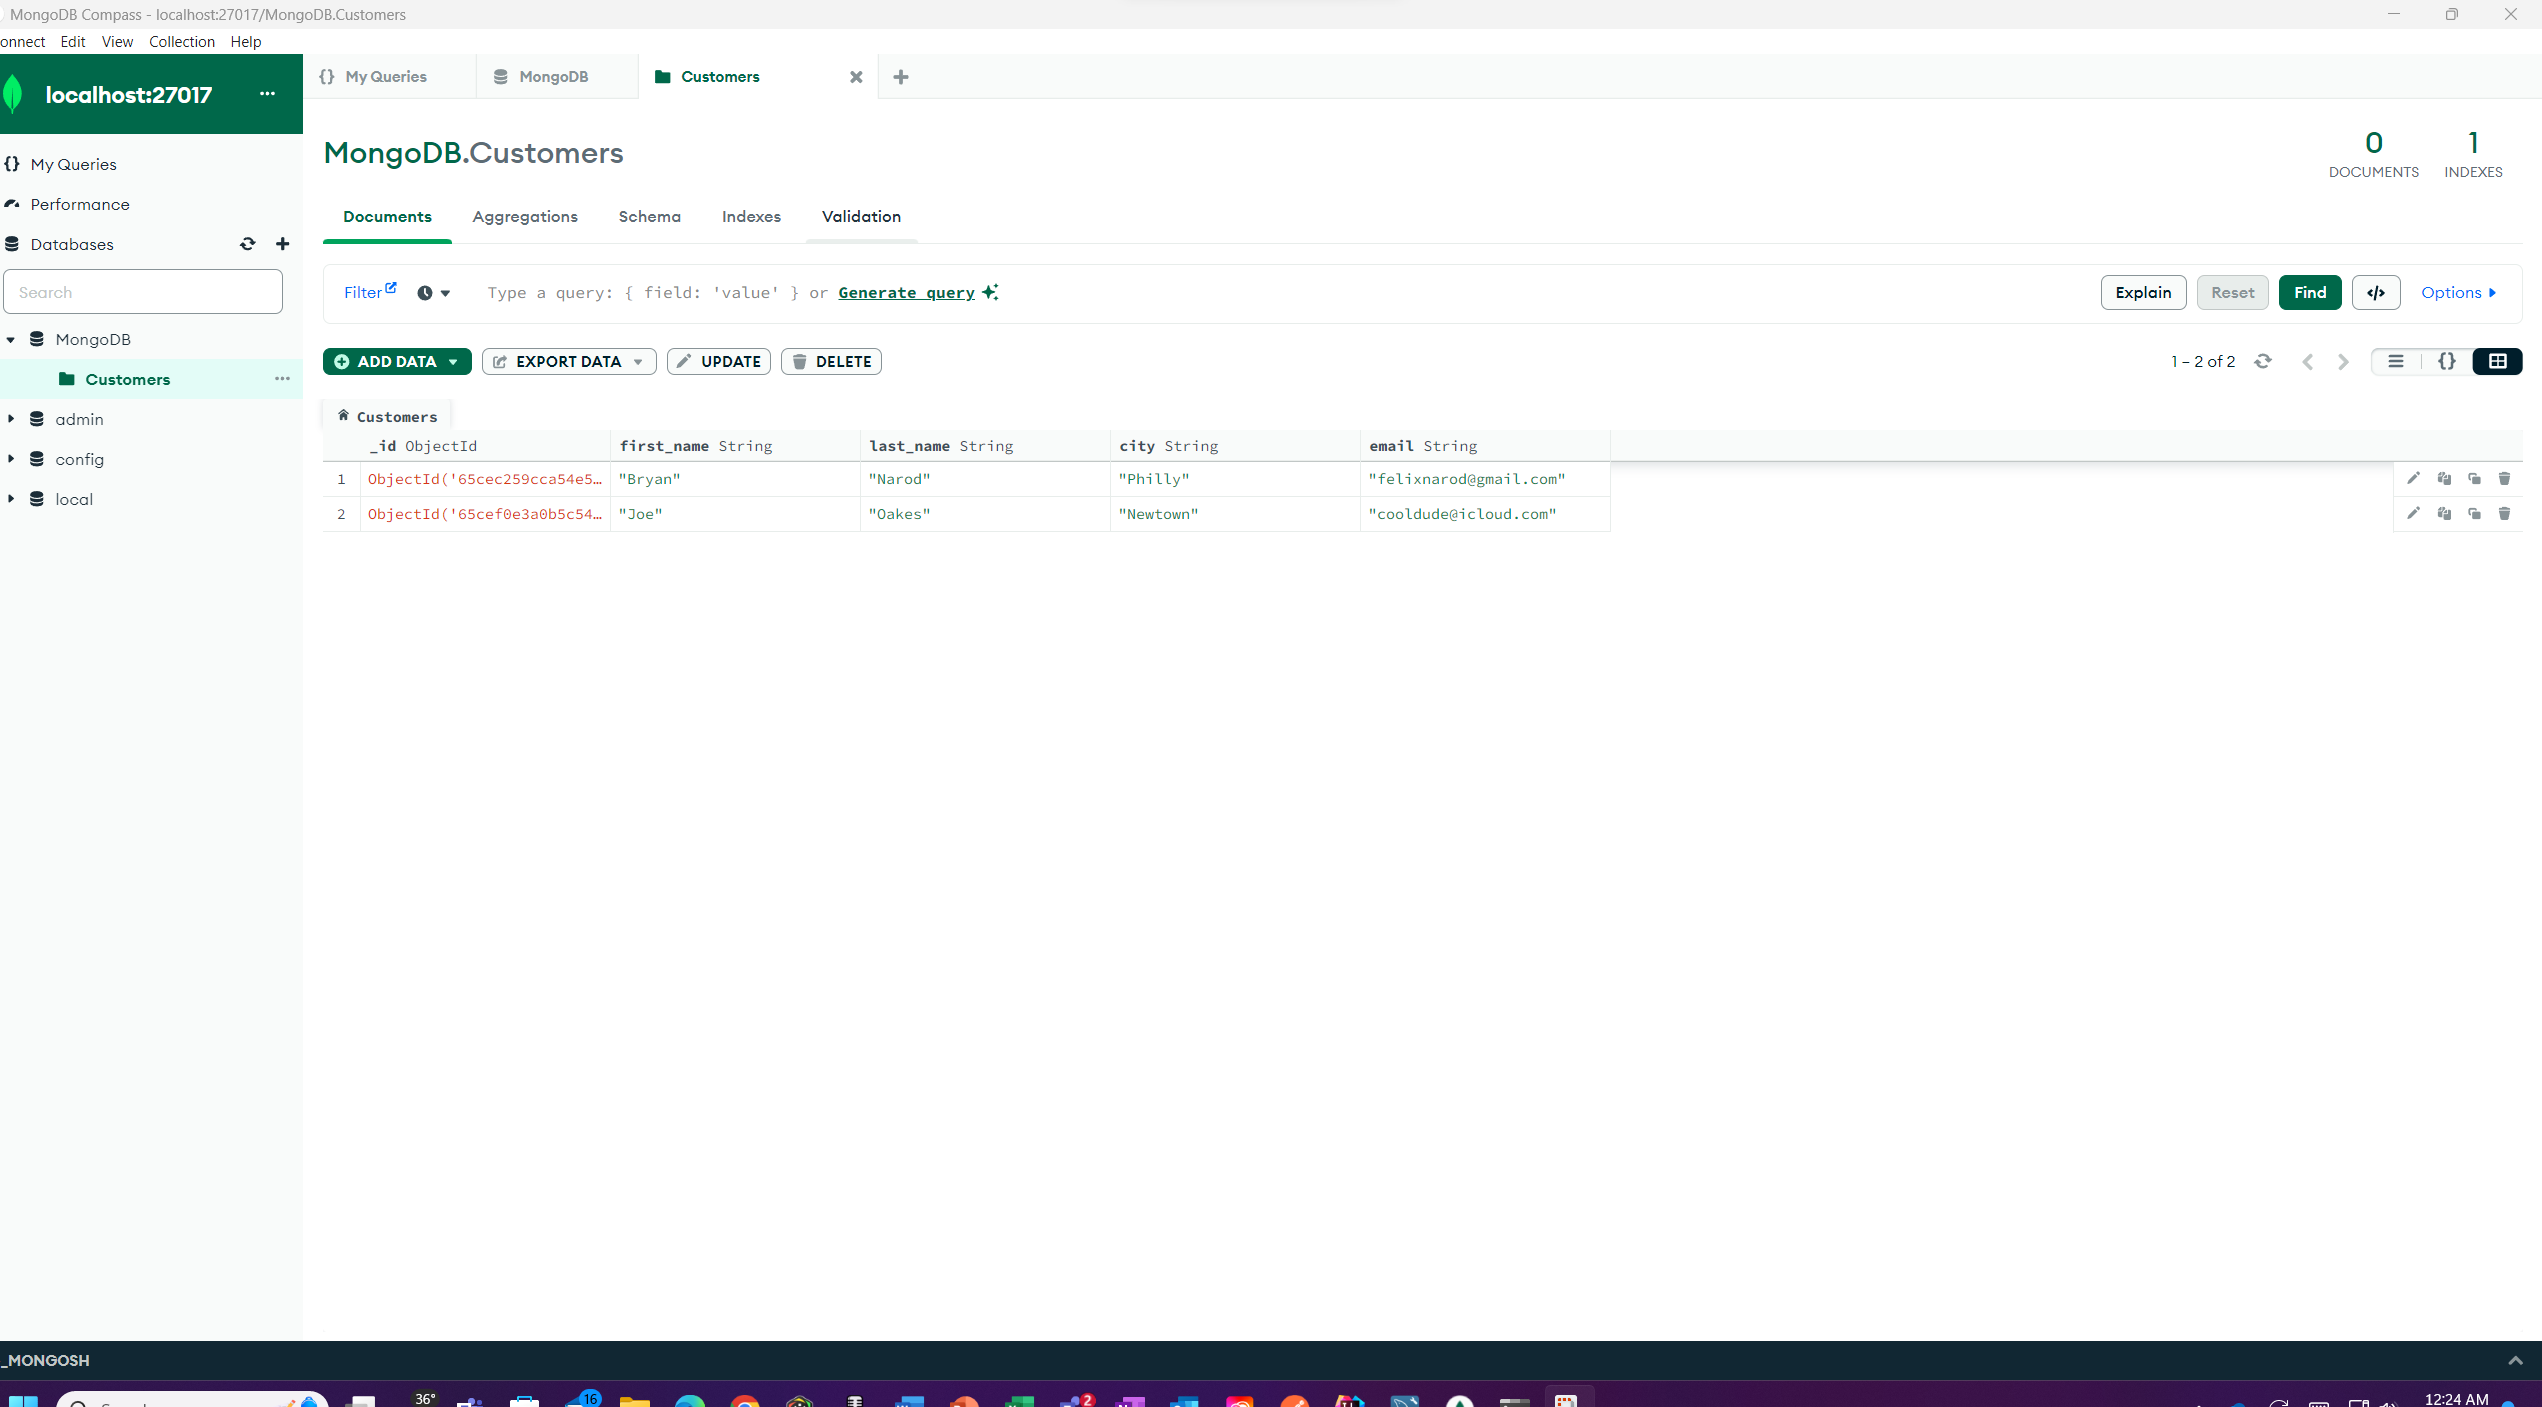 MongoDB Compass - localhost:27017/MongoDB.Customers
onnect Edit View Collection Help
localhost:27017 ...
My Queries
MongoDB
Customers
MongoDB.Customers
0
DOCUMENTS
1
INDEXES
{} My Queries
Performance
Databases
Search
MongoDB
Customers ...
admin
config
local
Documents Aggregations Schema Indexes Validation
Filter Type a query: { field: 'value' } or Generate query Explain Reset Find </> Options
ADD DATA EXPORT DATA UPDATE DELETE 1 – 2 of 2 {}
Customers
_id ObjectId first_name String last_name String city String email String
1 ObjectId('65cec259cca54e5… "Bryan" "Narod" "Philly" "felixnarod@gmail.com"
2 ObjectId('65cef0e3a0b5c54… "Joe" "Oakes" "Newtown" "cooldude@icloud.com"
_MONGOSH
36° 16 2 12:24 AM